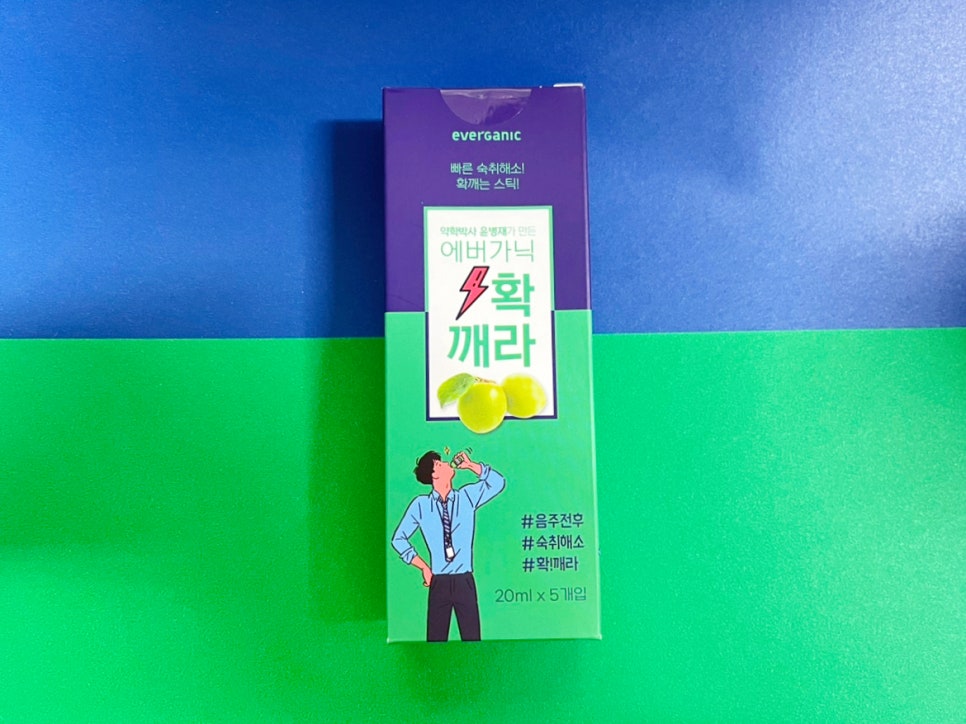 everganic
빠른 숙취해소!
확깨는 스틱!
약학박사 윤병재가 만든
에버가닉
확
깨라
#음주전후
#숙취해소
#확!깨라
20ml x 5개입